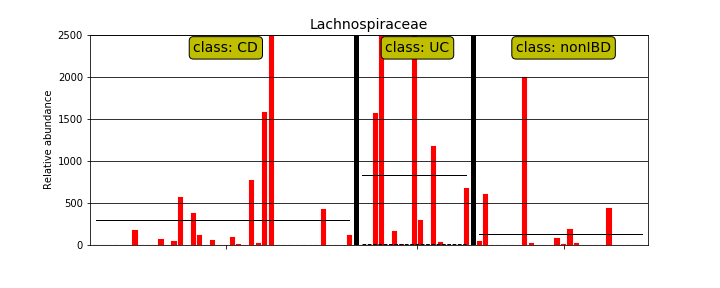 Lachnospiraceae
class: CD
class: UC
class: nonIBD
Relative abundance
2500
2000
1500
1000
500
0